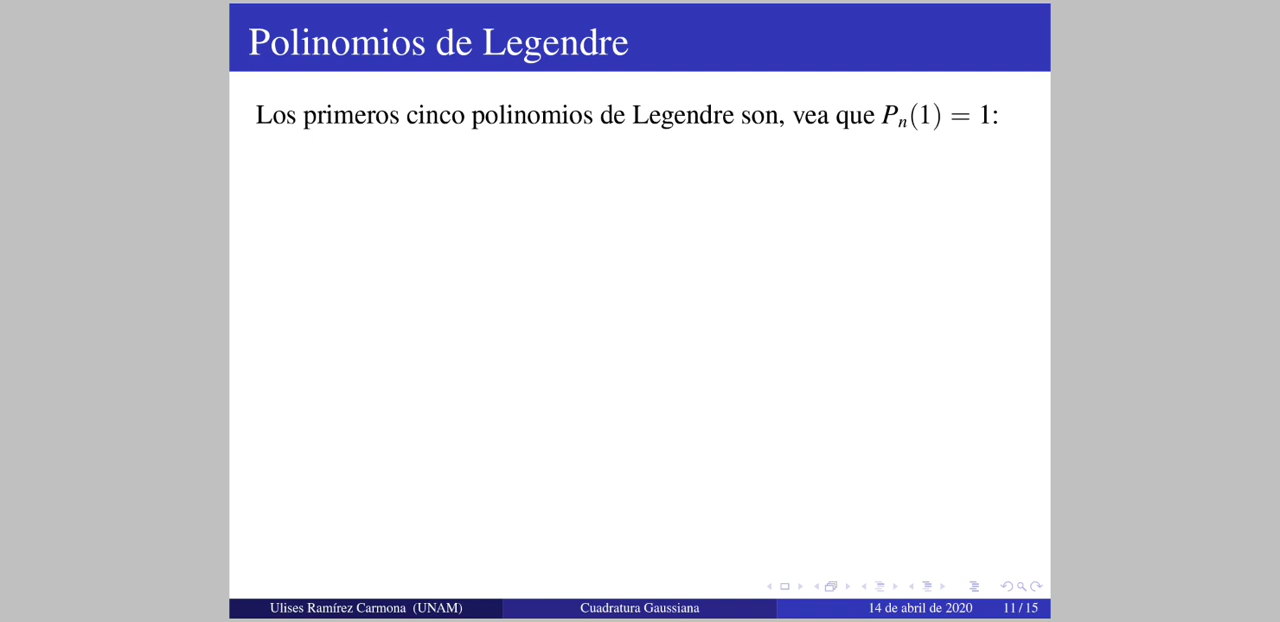 Polinomios de Legendre
Los primeros cinco polinomios de Legendre son, vea que Pₙ(1) = 1:
Ulises Ramírez Carmona (UNAM) Cuadratura Gaussiana 14 de abril de 2020 11 / 15